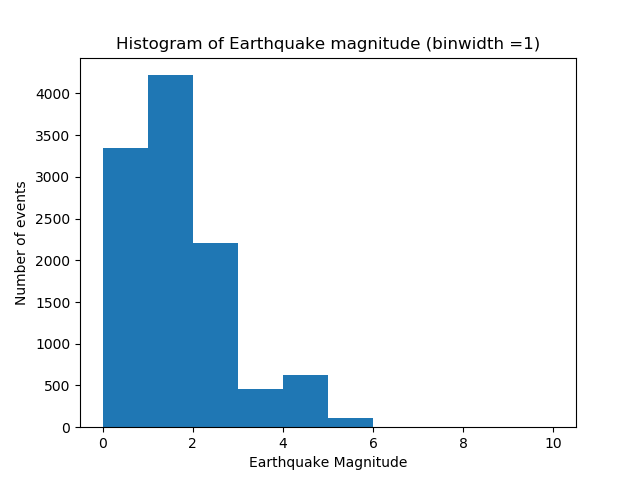 Histogram of Earthquake magnitude (binwidth =1)
4000
3500
3000
2500
2000
1500
1000
500
0
Number of events
0 2 4 6 8 10
Earthquake Magnitude